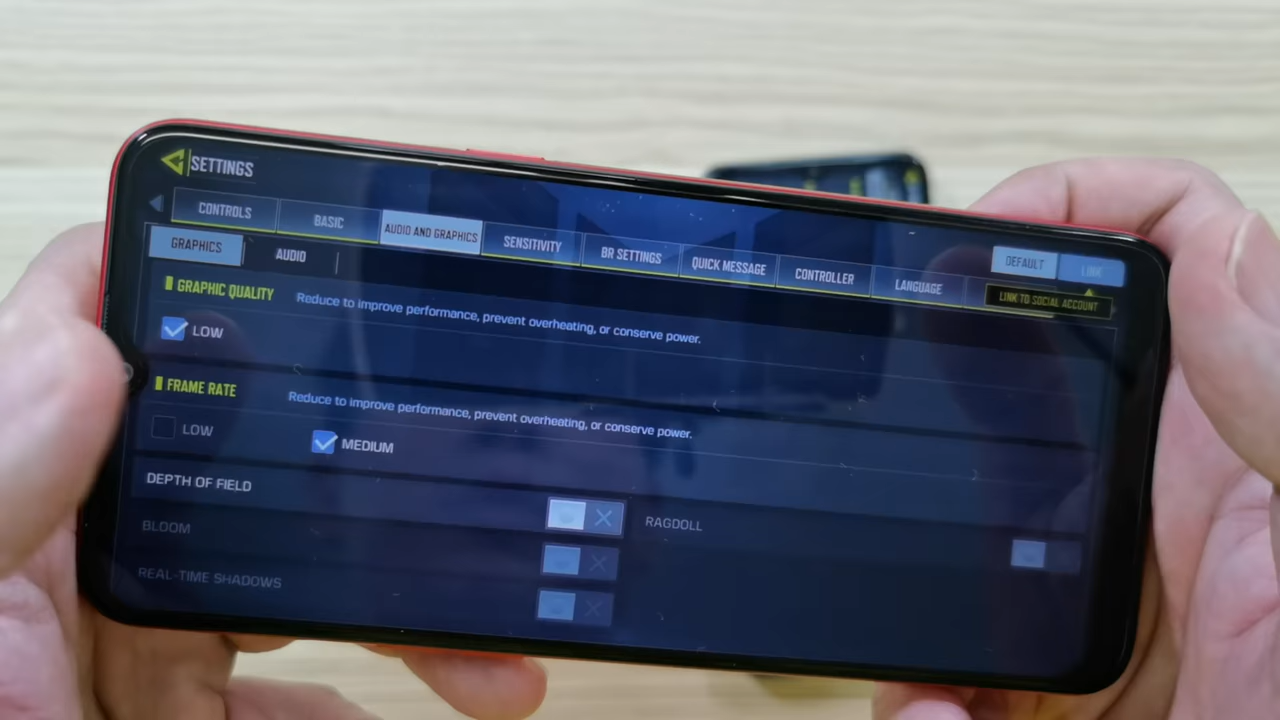 SETTINGS
CONTROLS BASIC AUDIO AND GRAPHICS SENSITIVITY BR SETTINGS QUICK MESSAGE CONTROLLER LANGUAGE DEFAULT LINK
GRAPHICS AUDIO
LINK TO SOCIAL ACCOUNT
GRAPHIC QUALITY Reduce to improve performance, prevent overheating, or conserve power.
LOW
FRAME RATE Reduce to improve performance, prevent overheating, or conserve power.
LOW MEDIUM
DEPTH OF FIELD RAGDOLL
BLOOM
REAL-TIME SHADOWS